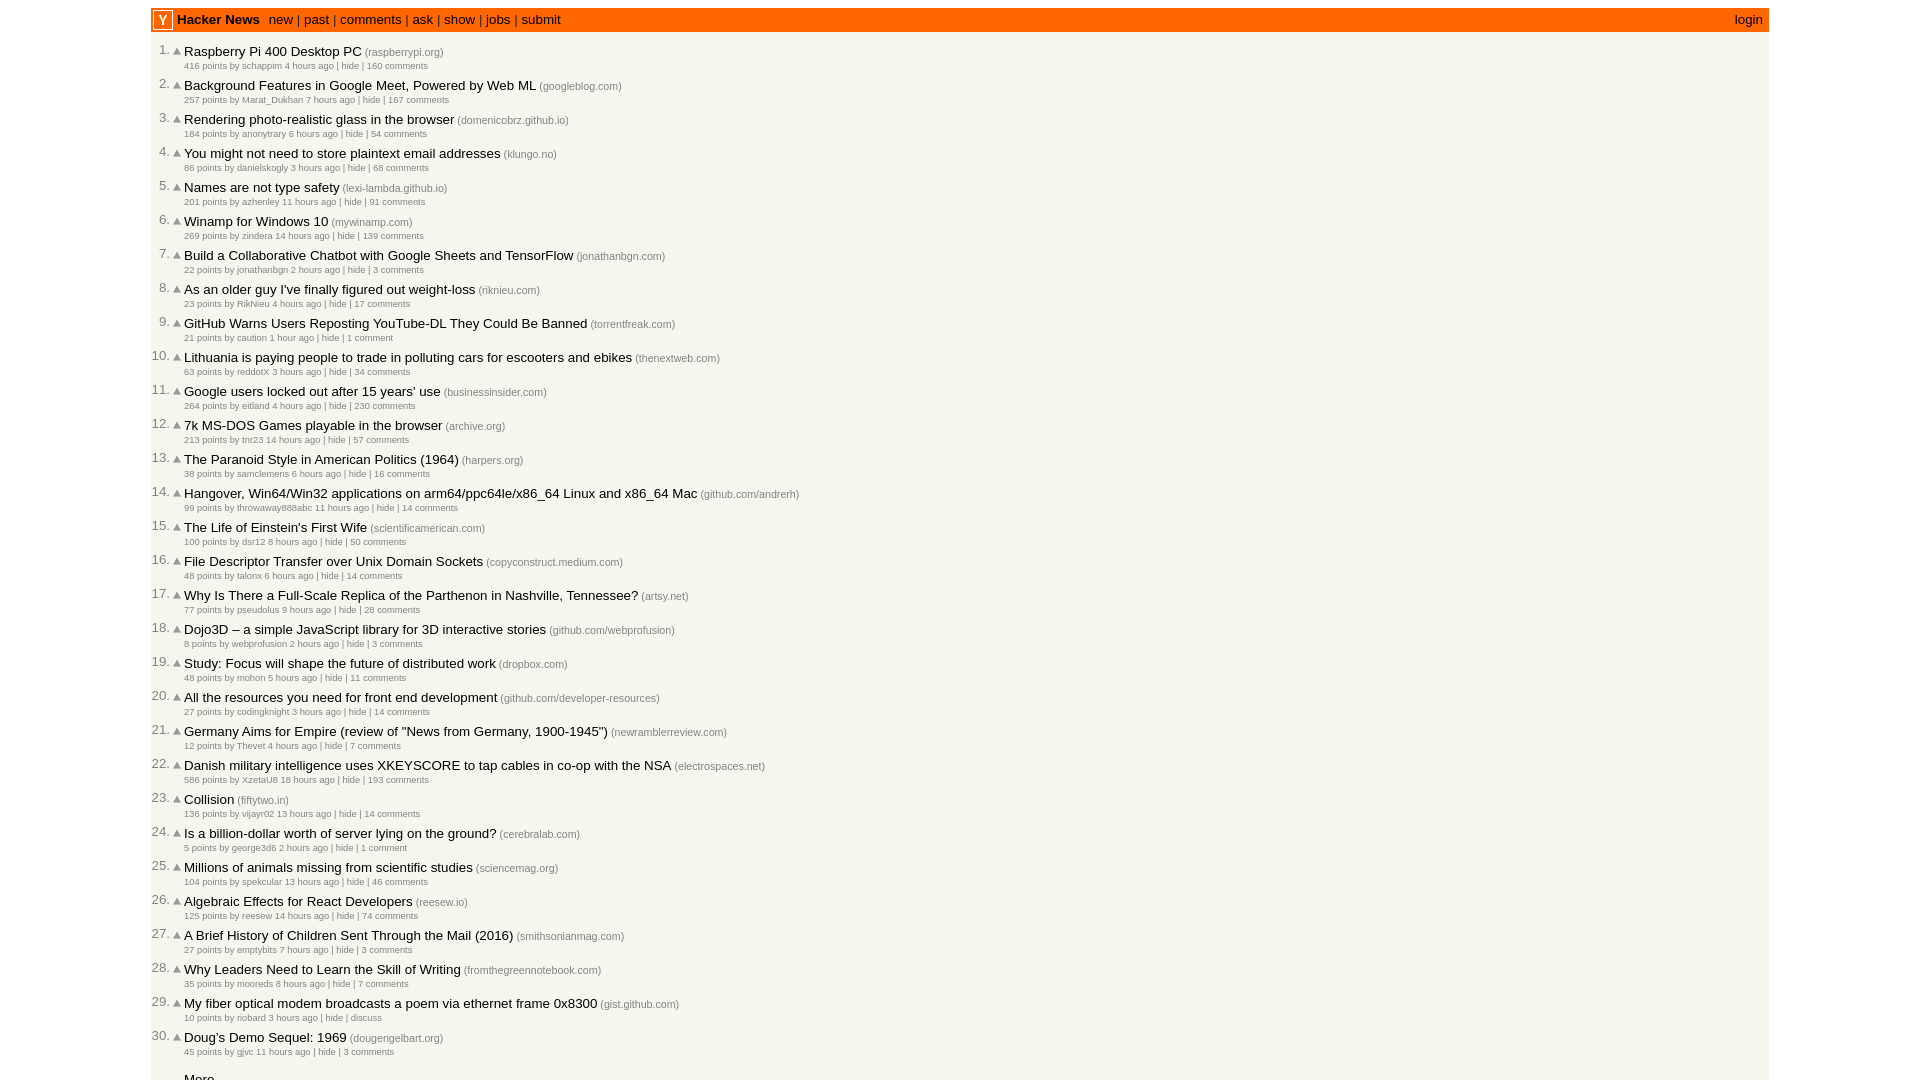 Y Hacker News new | past | comments | ask | show | jobs | submit login
1. Raspberry Pi 400 Desktop PC (raspberrypi.org)
416 points by schappim 4 hours ago | hide | 160 comments
2. Background Features in Google Meet, Powered by Web ML (googleblog.com)
257 points by Marat_Dukhan 7 hours ago | hide | 167 comments
3. Rendering photo-realistic glass in the browser (domenicobrz.github.io)
184 points by anonytrary 6 hours ago | hide | 54 comments
4. You might not need to store plaintext email addresses (klungo.no)
86 points by danielskogly 3 hours ago | hide | 68 comments
5. Names are not type safety (lexi-lambda.github.io)
201 points by azhenley 11 hours ago | hide | 91 comments
6. Winamp for Windows 10 (mywinamp.com)
269 points by zindera 14 hours ago | hide | 139 comments
7. Build a Collaborative Chatbot with Google Sheets and TensorFlow (jonathanbgn.com)
22 points by jonathanbgn 2 hours ago | hide | 3 comments
8. As an older guy I've finally figured out weight-loss (riknieu.com)
23 points by RikNieu 4 hours ago | hide | 17 comments
9. GitHub Warns Users Reposting YouTube-DL They Could Be Banned (torrentfreak.com)
21 points by caution 1 hour ago | hide | 1 comment
10. Lithuania is paying people to trade in polluting cars for escooters and ebikes (thenextweb.com)
63 points by reddotX 3 hours ago | hide | 34 comments
11. Google users locked out after 15 years' use (businessinsider.com)
264 points by eitland 4 hours ago | hide | 230 comments
12. 7k MS-DOS Games playable in the browser (archive.org)
213 points by tnr23 14 hours ago | hide | 57 comments
13. The Paranoid Style in American Politics (1964) (harpers.org)
38 points by samclemens 6 hours ago | hide | 16 comments
14. Hangover, Win64/Win32 applications on arm64/ppc64le/x86_64 Linux and x86_64 Mac (github.com/andrerh)
99 points by throwaway888abc 11 hours ago | hide | 14 comments
15. The Life of Einstein's First Wife (scientificamerican.com)
100 points by dsr12 8 hours ago | hide | 50 comments
16. File Descriptor Transfer over Unix Domain Sockets (copyconstruct.medium.com)
48 points by talonx 6 hours ago | hide | 14 comments
17. Why Is There a Full-Scale Replica of the Parthenon in Nashville, Tennessee? (artsy.net)
77 points by pseudolus 9 hours ago | hide | 28 comments
18. Dojo3D – a simple JavaScript library for 3D interactive stories (github.com/webprofusion)
8 points by webprofusion 2 hours ago | hide | 3 comments
19. Study: Focus will shape the future of distributed work (dropbox.com)
48 points by mohon 5 hours ago | hide | 11 comments
20. All the resources you need for front end development (github.com/developer-resources)
27 points by codingknight 3 hours ago | hide | 14 comments
21. Germany Aims for Empire (review of "News from Germany, 1900-1945") (newramblerreview.com)
12 points by Thevet 4 hours ago | hide | 7 comments
22. Danish military intelligence uses XKEYSCORE to tap cables in co-op with the NSA (electrospaces.net)
586 points by XzetaU8 18 hours ago | hide | 193 comments
23. Collision (fiftytwo.in)
136 points by vijayr02 13 hours ago | hide | 14 comments
24. Is a billion-dollar worth of server lying on the ground? (cerebralab.com)
5 points by george3d6 2 hours ago | hide | 1 comment
25. Millions of animals missing from scientific studies (sciencemag.org)
104 points by spekcular 13 hours ago | hide | 46 comments
26. Algebraic Effects for React Developers (reesew.io)
125 points by reesew 14 hours ago | hide | 74 comments
27. A Brief History of Children Sent Through the Mail (2016) (smithsonianmag.com)
27 points by emptybits 7 hours ago | hide | 3 comments
28. Why Leaders Need to Learn the Skill of Writing (fromthegreennotebook.com)
35 points by mooreds 8 hours ago | hide | 7 comments
29. My fiber optical modem broadcasts a poem via ethernet frame 0x8300 (gist.github.com)
10 points by riobard 3 hours ago | hide | discuss
30. Doug's Demo Sequel: 1969 (dougengelbart.org)
45 points by gjvc 11 hours ago | hide | 3 comments
More